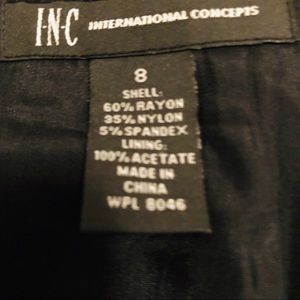 I·N·C INTERNATIONAL CONCEPTS
8
SHELL:
60% RAYON
35% NYLON
5% SPANDEX
LINING:
100% ACETATE
MADE IN
CHINA
WPL 8046